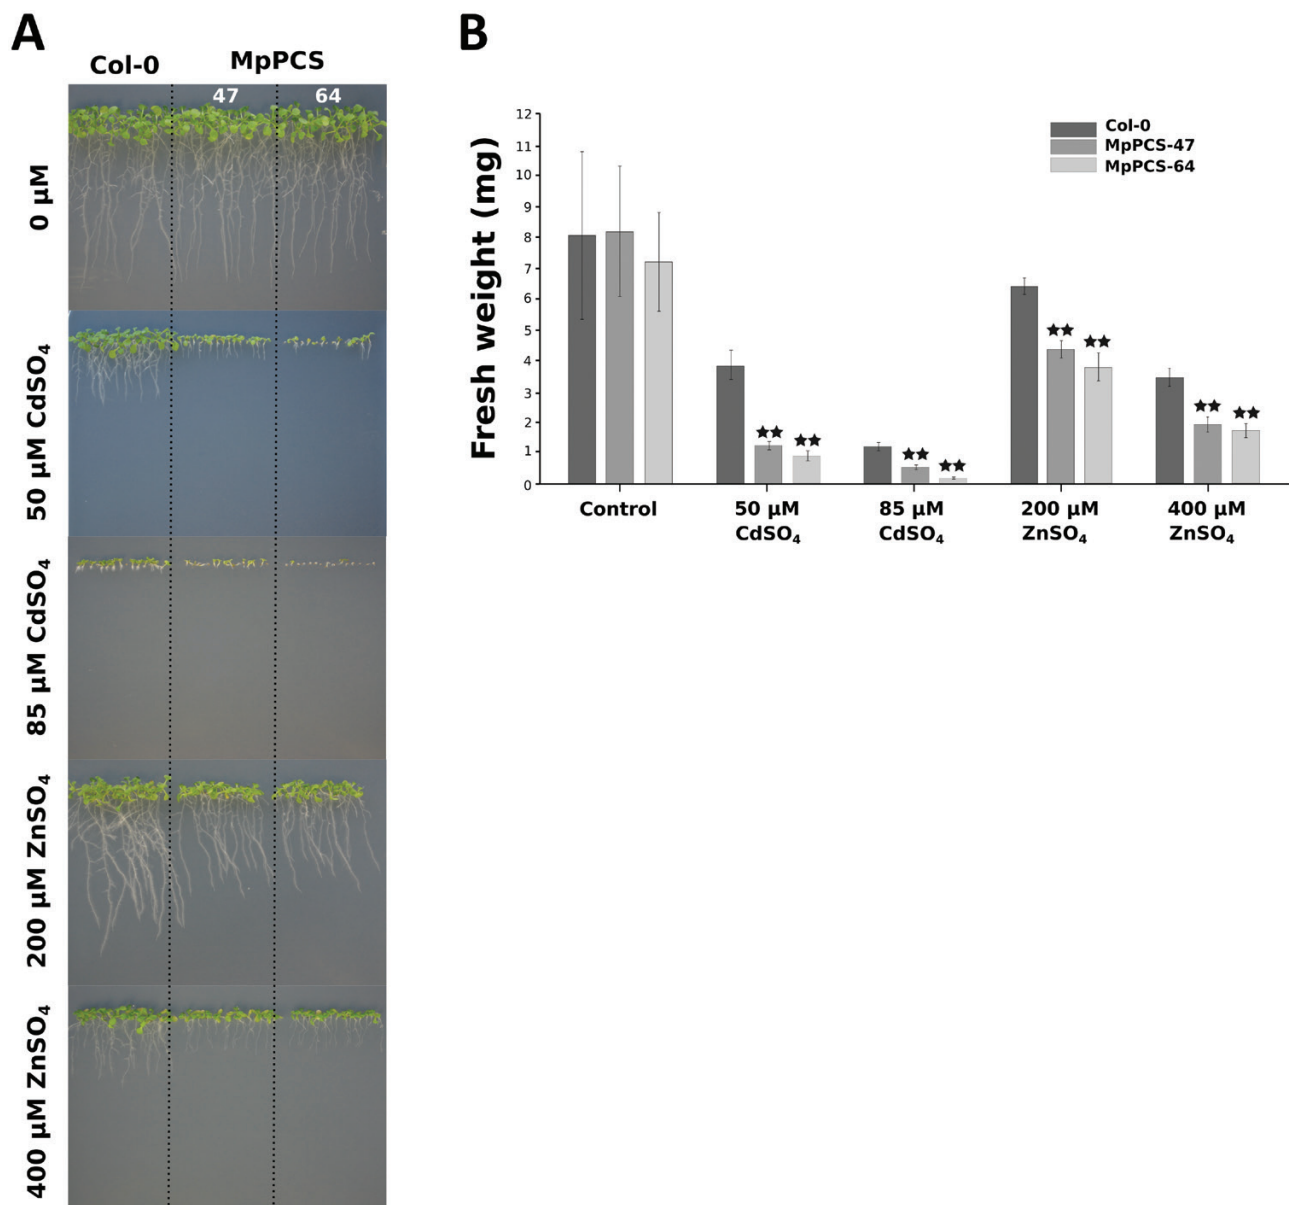 A
Col-0
MpPCS
47
64
0 µM
50 µM CdSO₄
85 µM CdSO₄
200 µM ZnSO₄
400 µM ZnSO₄
B
Fresh weight (mg)
12
11
10
9
8
7
6
5
4
3
2
1
0
Col-0
MpPCS-47
MpPCS-64
★★
★★
★★
★★
★★
★★
★★
★★
Control
50 µM
CdSO₄
85 µM
CdSO₄
200 µM
ZnSO₄
400 µM
ZnSO₄